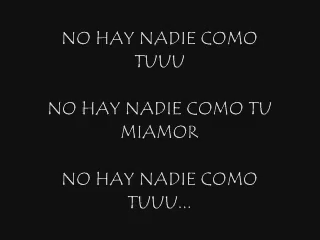 NO HAY NADIE COMO
TUUU
NO HAY NADIE COMO TU
MIAMOR
NO HAY NADIE COMO
TUUU...